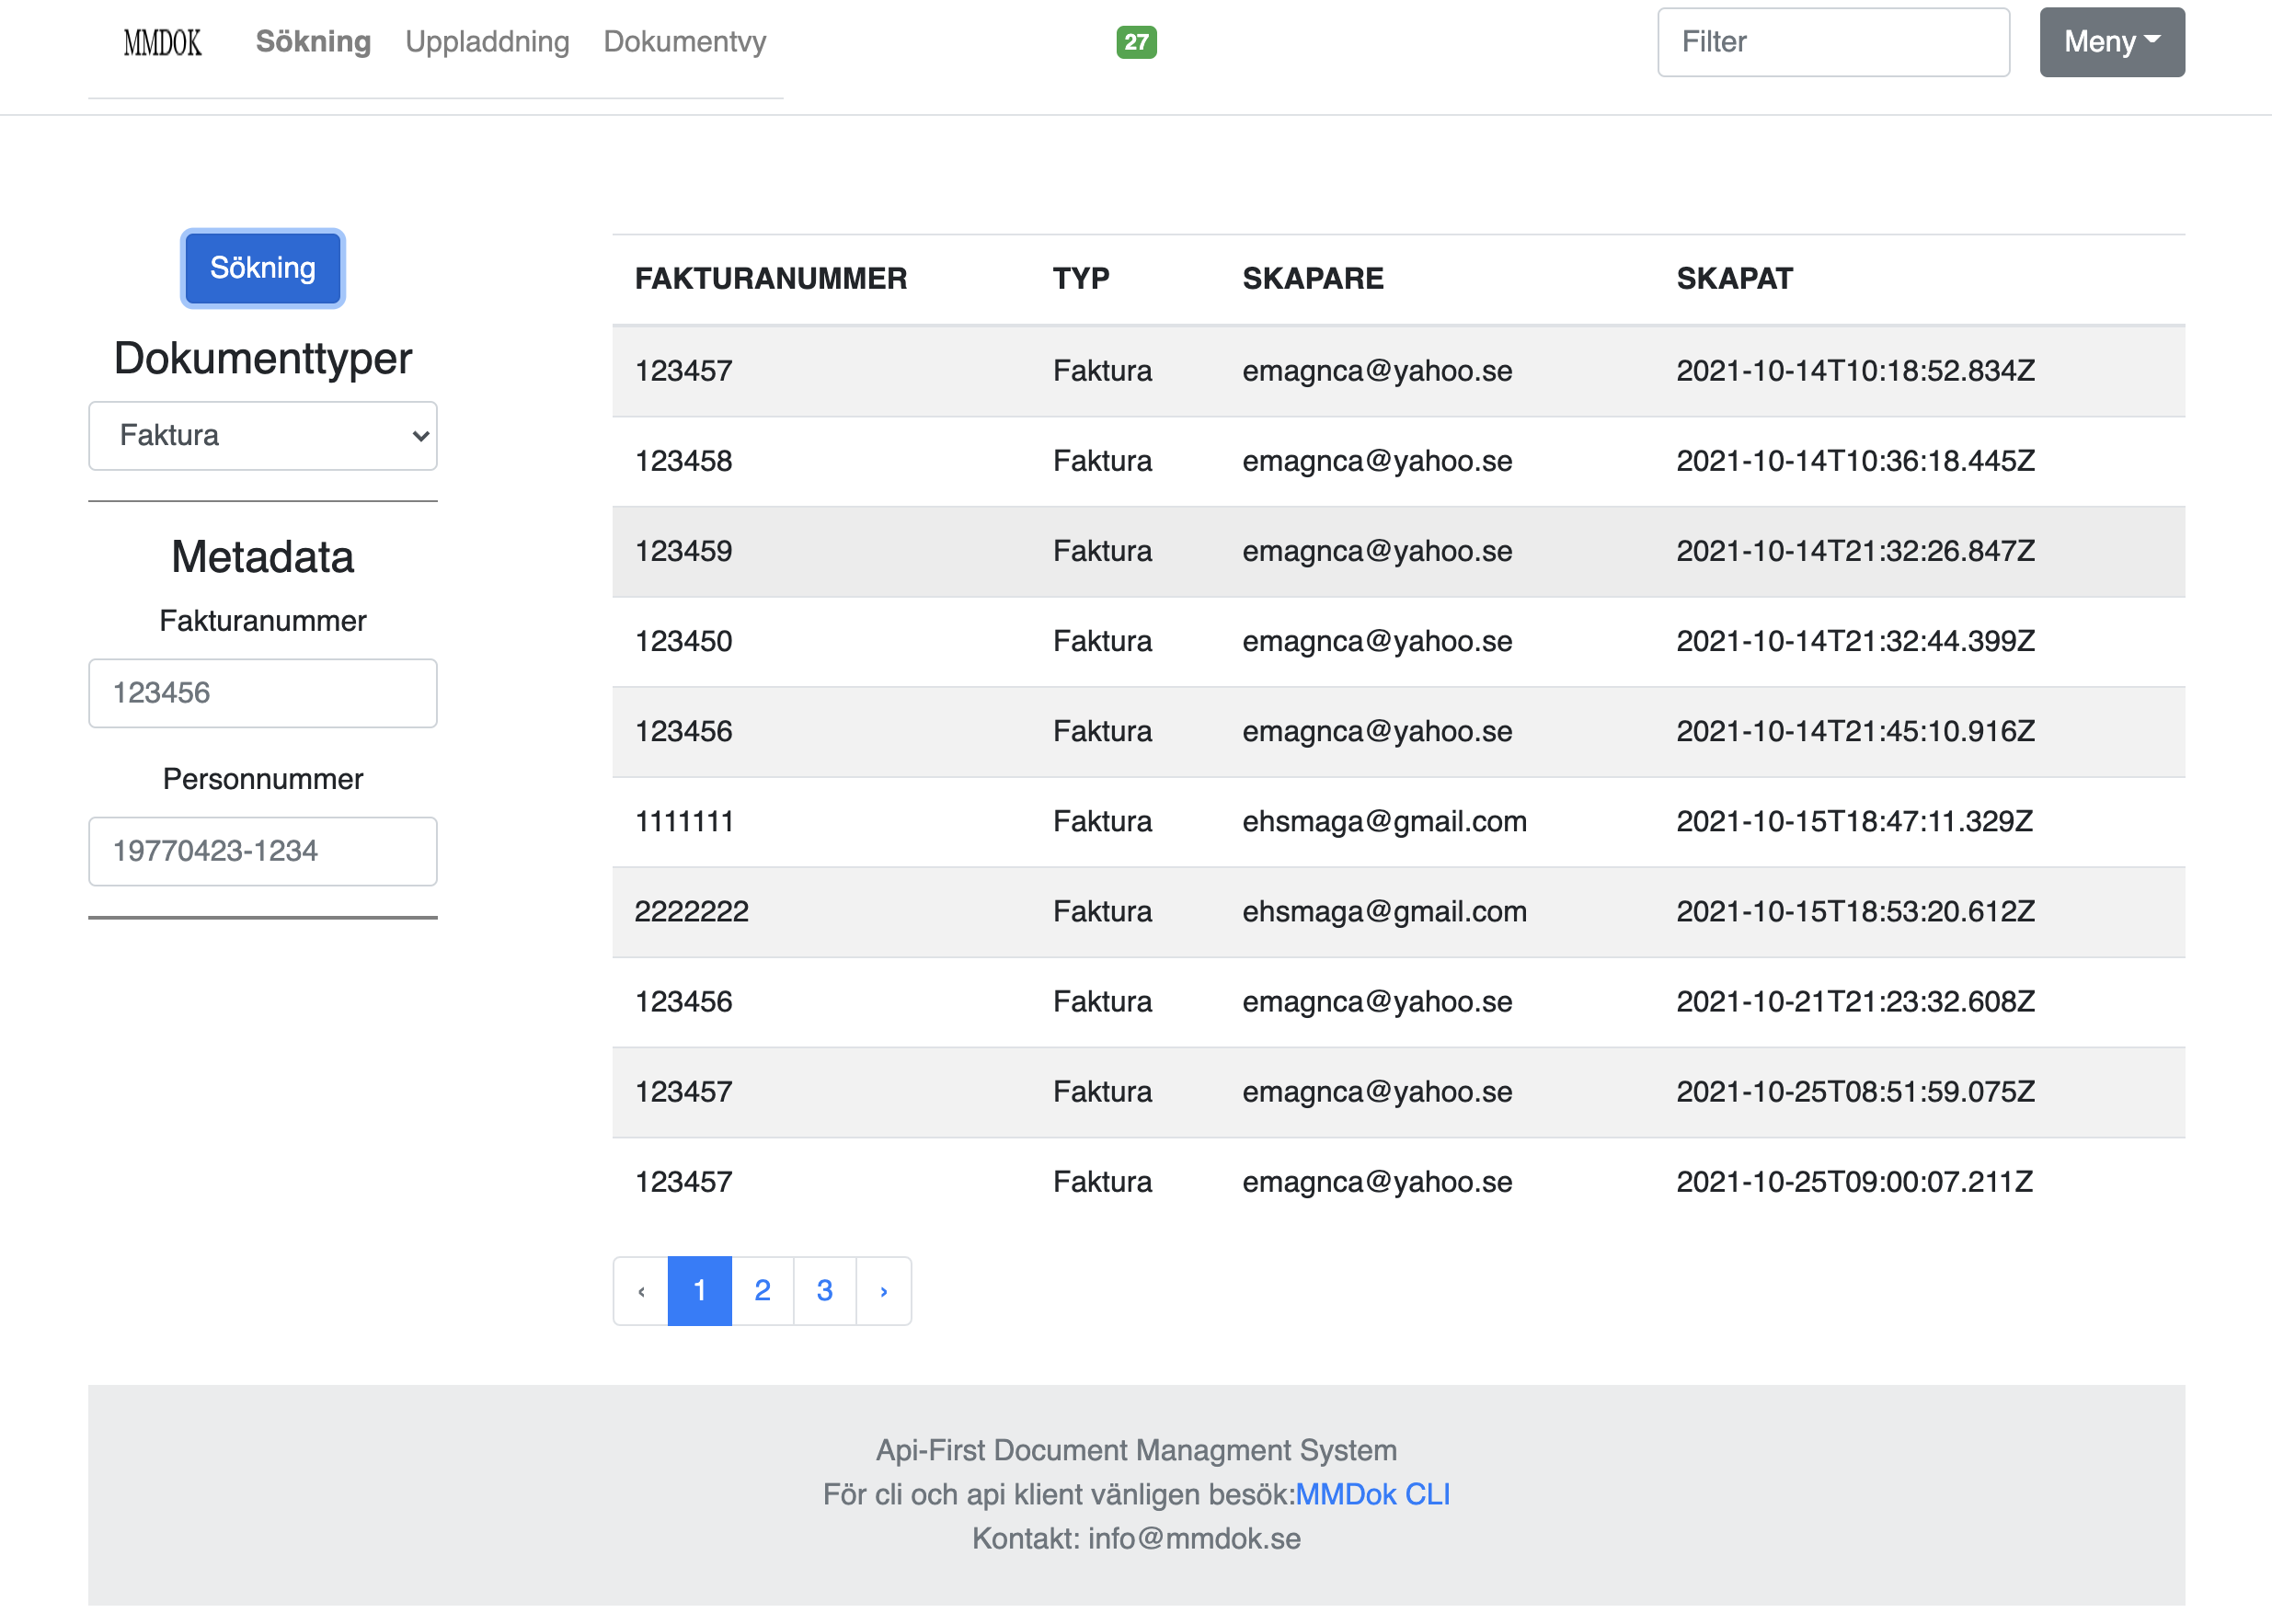 MMDOK Sökning Uppladdning Dokumentvy 27 Filter Meny
Sökning
Dokumenttyper
Faktura
Metadata
Fakturanummer
123456
Personnummer
19770423-1234
FAKTURANUMMER TYP SKAPARE SKAPAT
123457 Faktura emagnca@yahoo.se 2021-10-14T10:18:52.834Z
123458 Faktura emagnca@yahoo.se 2021-10-14T10:36:18.445Z
123459 Faktura emagnca@yahoo.se 2021-10-14T21:32:26.847Z
123450 Faktura emagnca@yahoo.se 2021-10-14T21:32:44.399Z
123456 Faktura emagnca@yahoo.se 2021-10-14T21:45:10.916Z
1111111 Faktura ehsmaga@gmail.com 2021-10-15T18:47:11.329Z
2222222 Faktura ehsmaga@gmail.com 2021-10-15T18:53:20.612Z
123456 Faktura emagnca@yahoo.se 2021-10-21T21:23:32.608Z
123457 Faktura emagnca@yahoo.se 2021-10-25T08:51:59.075Z
123457 Faktura emagnca@yahoo.se 2021-10-25T09:00:07.211Z
‹ 1 2 3 ›
Api-First Document Managment System
För cli och api klient vänligen besök:MMDok CLI
Kontakt: info@mmdok.se